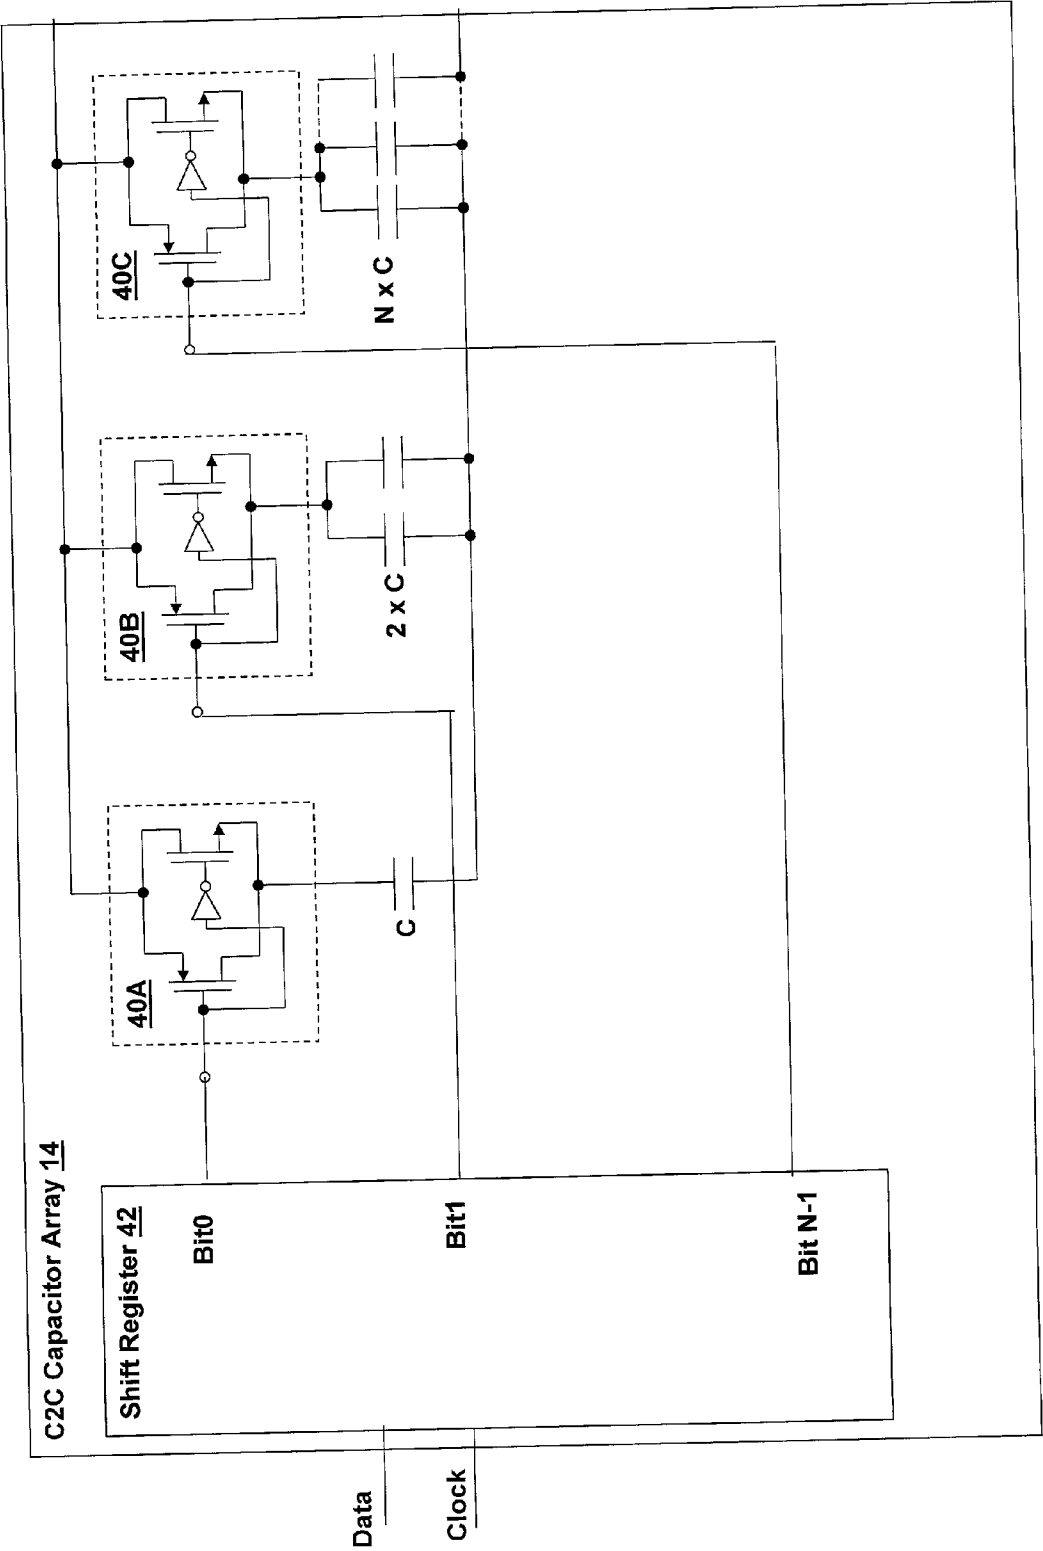 C2C Capacitor Array 14
40A
40B
40C
C
2 x C
N x C
Shift Register 42
Bit0
Bit1
Bit N-1
Data
Clock